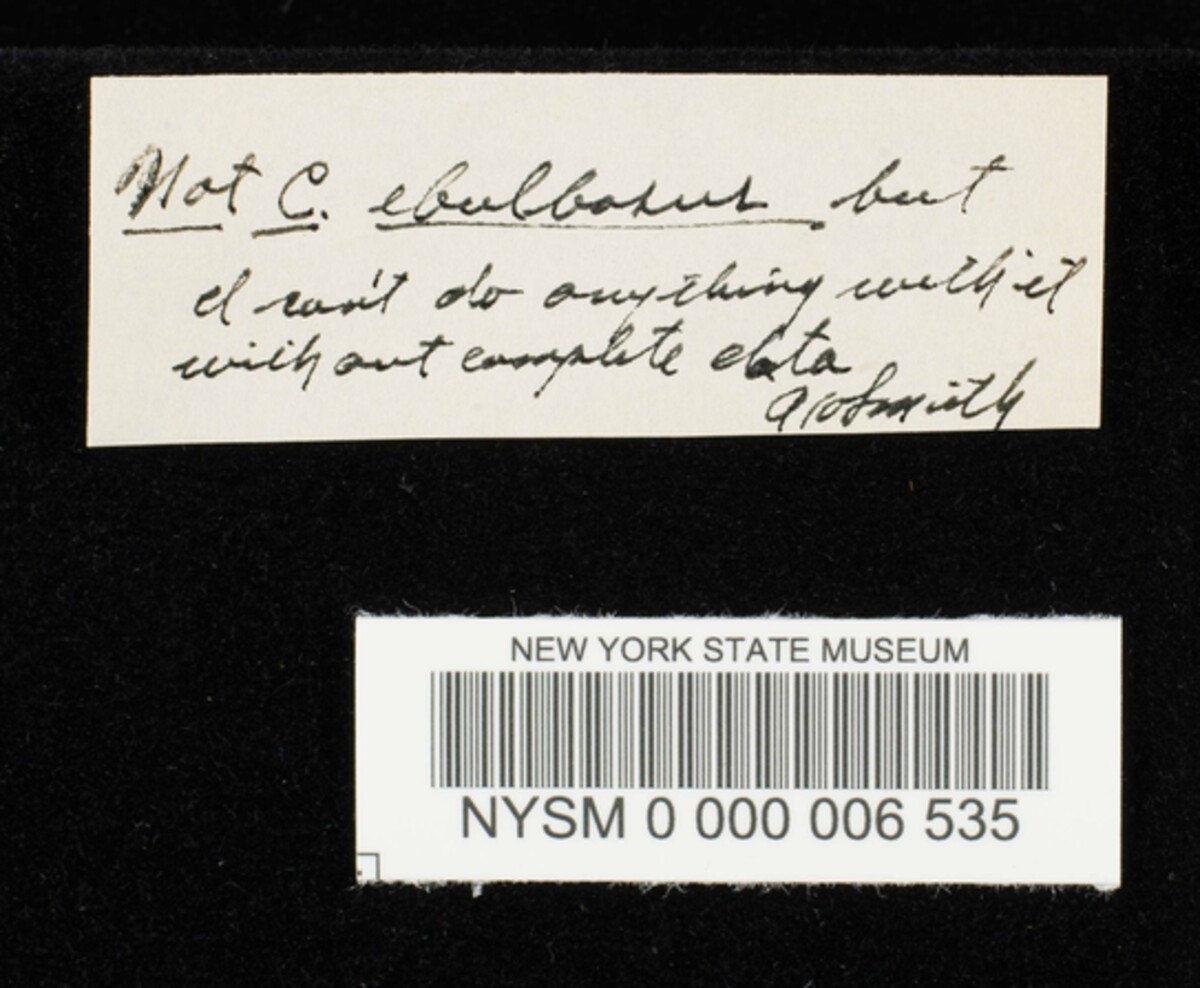 Not C. ebulbosus but
I can't do anything with it
without complete data
AHSmith
NEW YORK STATE MUSEUM
NYSM 0 000 006 535